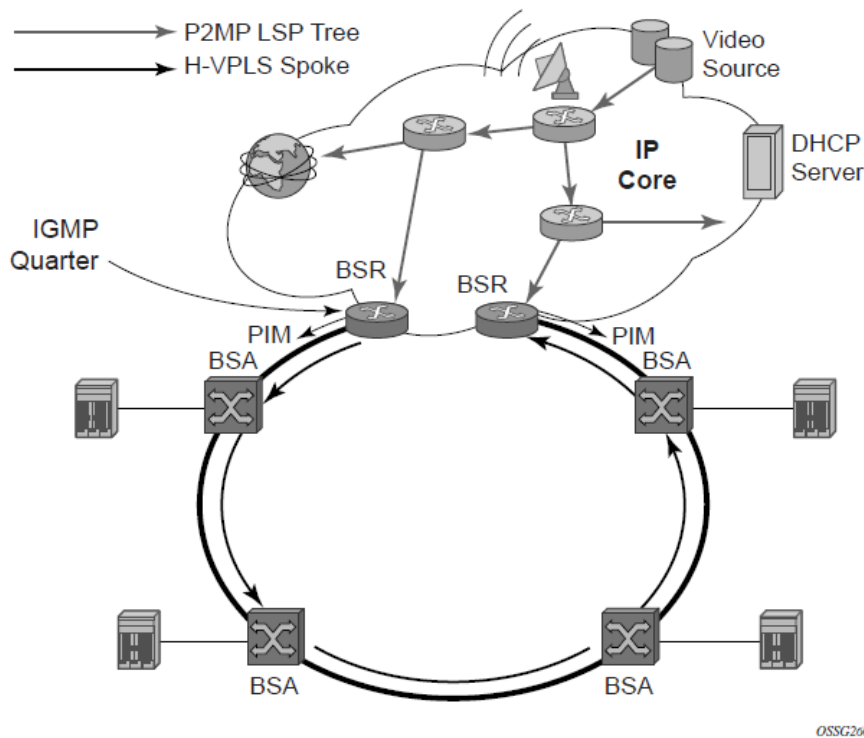 P2MP LSP Tree
H-VPLS Spoke
Video
Source
DHCP
Server
IP
Core
IGMP
Quarter
BSR
BSR
PIM
PIM
BSA
BSA
BSA
BSA